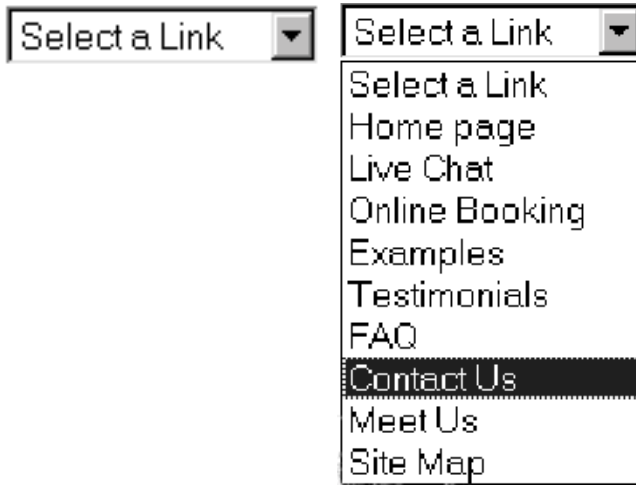 Select a Link
Select a Link
Select a Link
Home page
Live Chat
Online Booking
Examples
Testimonials
FAQ
Contact Us
Meet Us
Site Map